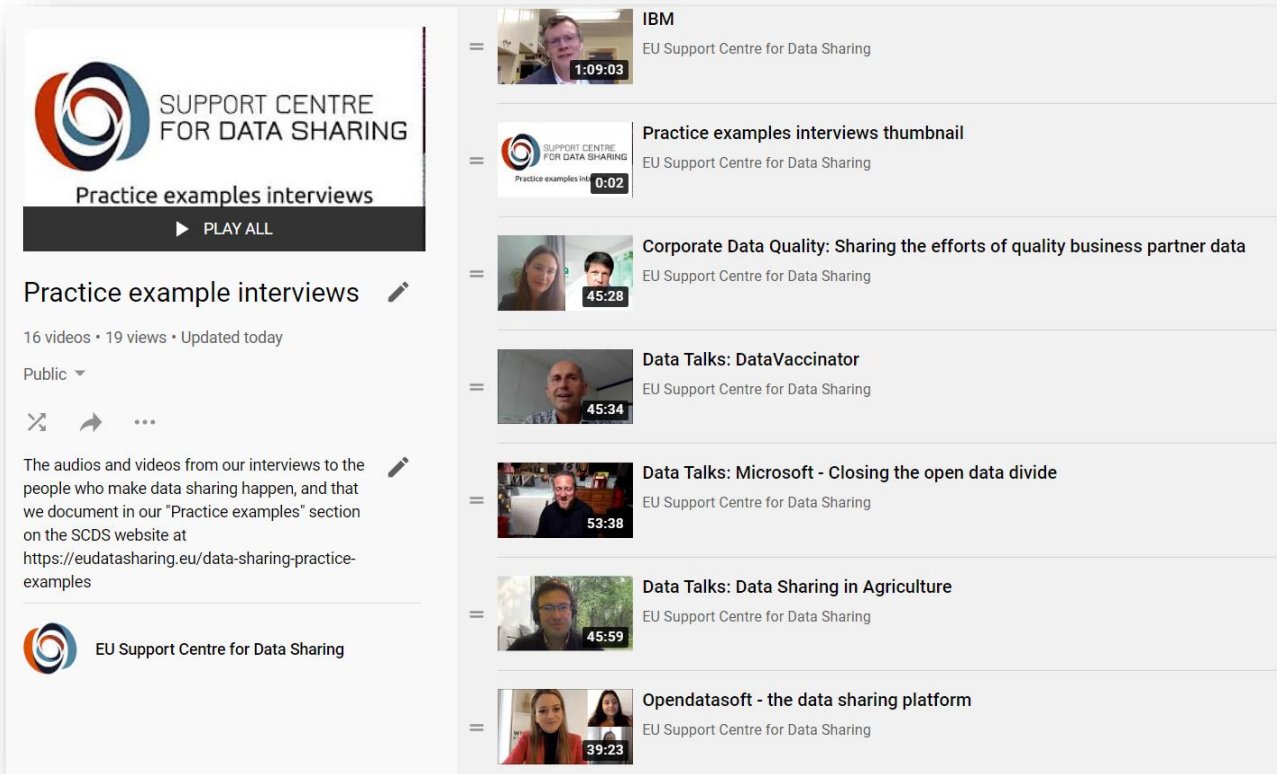 SUPPORT CENTRE
FOR DATA SHARING
Practice examples interviews
PLAY ALL
Practice example interviews
16 videos • 19 views • Updated today
Public
The audios and videos from our interviews to the
people who make data sharing happen, and that
we document in our "Practice examples" section
on the SCDS website at
https://eudatasharing.eu/data-sharing-practice-
examples
EU Support Centre for Data Sharing
1:09:03
IBM
EU Support Centre for Data Sharing
SUPPORT CENTRE
FOR DATA SHARING
Practice examples
0:02
Practice examples interviews thumbnail
EU Support Centre for Data Sharing
45:28
Corporate Data Quality: Sharing the efforts of quality business partner data
EU Support Centre for Data Sharing
45:34
Data Talks: DataVaccinator
EU Support Centre for Data Sharing
53:38
Data Talks: Microsoft - Closing the open data divide
EU Support Centre for Data Sharing
45:59
Data Talks: Data Sharing in Agriculture
EU Support Centre for Data Sharing
39:23
Opendatasoft - the data sharing platform
EU Support Centre for Data Sharing